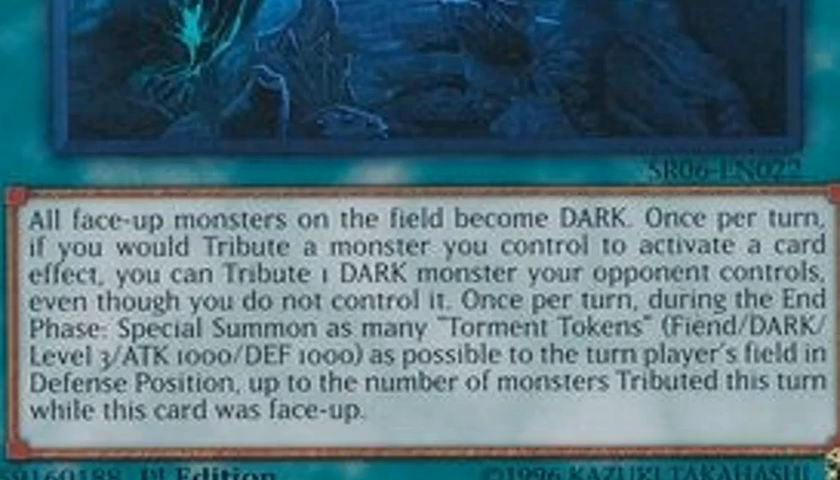 SR06-EN022
All face-up monsters on the field become DARK. Once per turn,
if you would Tribute a monster you control to activate a card
effect, you can Tribute 1 DARK monster your opponent controls,
even though you do not control it. Once per turn, during the End
Phase: Special Summon as many "Torment Tokens" (Fiend/DARK/
Level 3/ATK 1000/DEF 1000) as possible to the turn player's field in
Defense Position, up to the number of monsters Tributed this turn
while this card was face-up.
Edition ©1996 KAZUKI TAKAHASHI